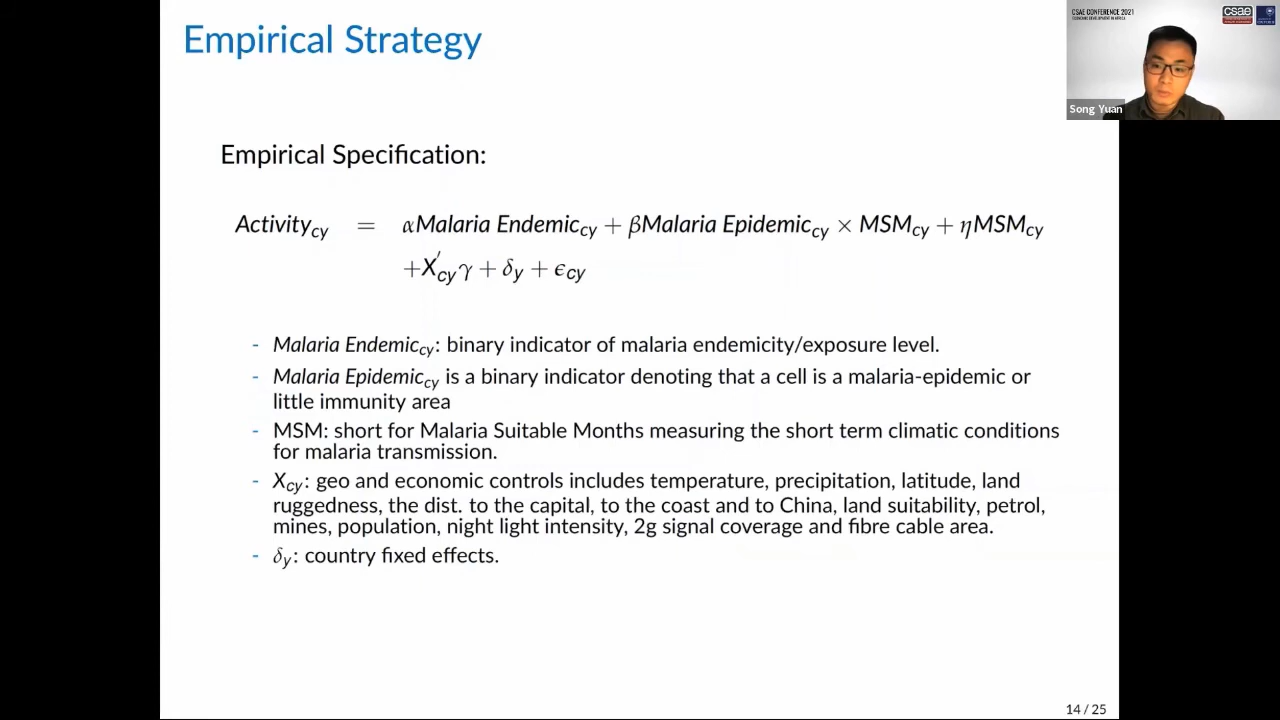 Empirical Strategy
CSAE CONFERENCE 2021
ECONOMIC DEVELOPMENT IN AFRICA
csae
Song Yuan
Empirical Specification:
Activity_cy = αMalaria Endemic_cy + βMalaria Epidemic_cy × MSM_cy + ηMSM_cy
+X′_cy γ + δ_y + ϵ_cy
- Malaria Endemic_cy: binary indicator of malaria endemicity/exposure level.
- Malaria Epidemic_cy is a binary indicator denoting that a cell is a malaria-epidemic or
little immunity area
- MSM: short for Malaria Suitable Months measuring the short term climatic conditions
for malaria transmission.
- X_cy: geo and economic controls includes temperature, precipitation, latitude, land
ruggedness, the dist. to the capital, to the coast and to China, land suitability, petrol,
mines, population, night light intensity, 2g signal coverage and fibre cable area.
- δ_y: country fixed effects.
14 / 25